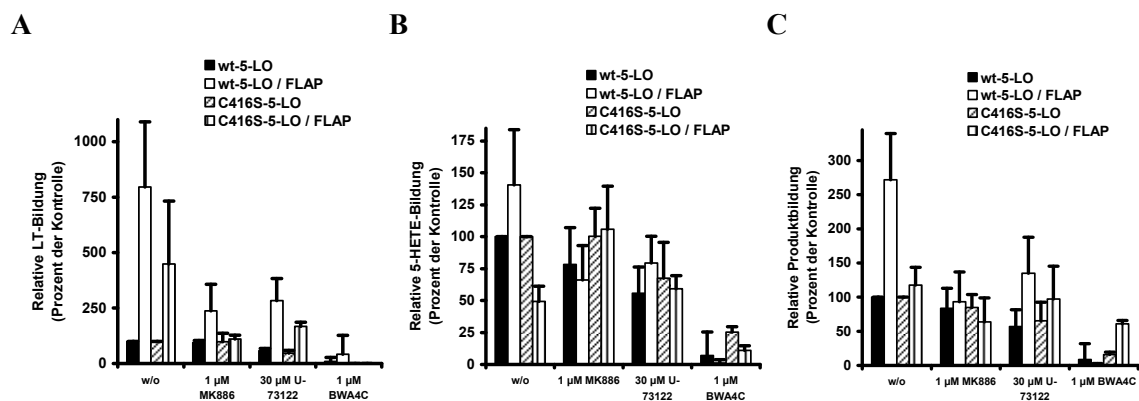 A
wt-5-LO
wt-5-LO / FLAP
C416S-5-LO
C416S-5-LO / FLAP
Relative LT-Bildung
(Prozent der Kontrolle)
1000
750
500
250
0
w/o
1 µM
MK886
30 µM U-
73122
1 µM
BWA4C
B
wt-5-LO
wt-5-LO / FLAP
C416S-5-LO
C416S-5-LO / FLAP
Relative 5-HETE-Bildung
(Prozent der Kontrolle)
175
150
125
100
75
50
25
0
w/o
1 µM MK886
30 µM U-
73122
1 µM
BWA4C
C
wt-5-LO
wt-5-LO / FLAP
C416S-5-LO
C416S-5-LO / FLAP
Relative Produktbildung
(Prozent der Kontrolle)
300
250
200
150
100
50
0
w/o
1 µM MK886
30 µM U-
73122
1 µM BWA4C